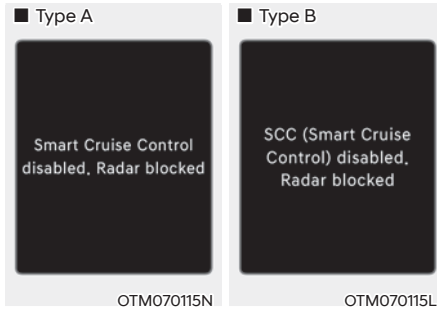 ■ Type A
Smart Cruise Control
disabled. Radar blocked
OTM070115N
■ Type B
SCC (Smart Cruise
Control) disabled.
Radar blocked
OTM070115L